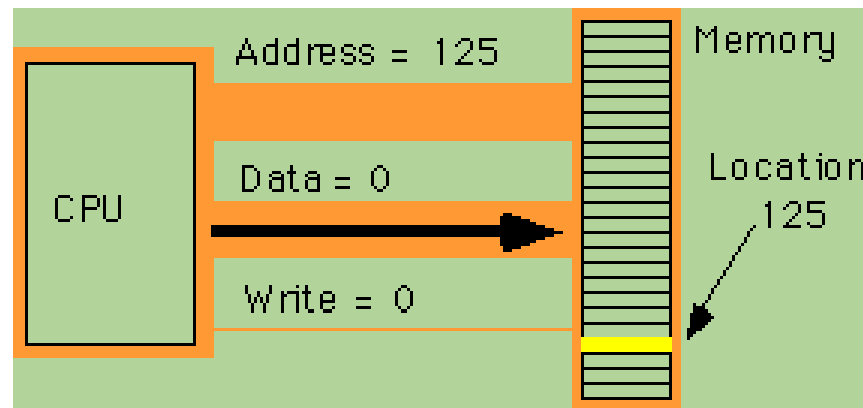 Address = 125
Memory
Data = 0
Location
125
CPU
Write = 0